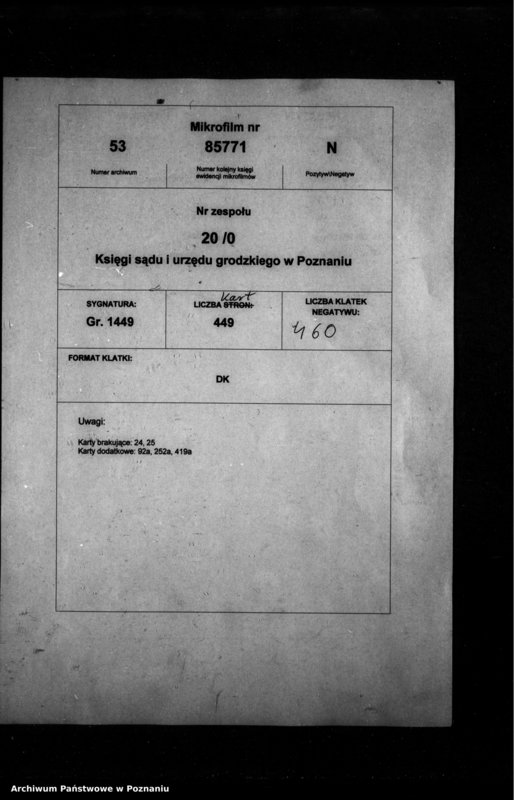 Mikrofilm nr
53 85771 N
Numer archiwum Numer kolejny księgi ewidencji mikrofilmów Pozytyw\Negatyw
Nr zespołu
20 /0
Księgi sądu i urzędu grodzkiego w Poznaniu
SYGNATURA:
Gr. 1449
kart
LICZBA STRON:
449
LICZBA KLATEK
NEGATYWU:
460
FORMAT KLATKI:
DK
Uwagi:
Karty brakujące: 24, 25
Karty dodatkowe: 92a, 252a, 419a
Archiwum Państwowe w Poznaniu